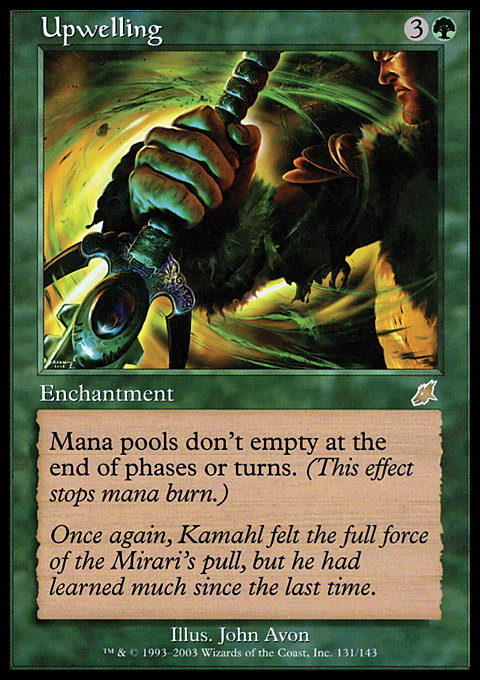 Upwelling 3
Enchantment
Mana pools don't empty at the
end of phases or turns. (This effect
stops mana burn.)
Once again, Kamahl felt the full force
of the Mirari's pull, but he had
learned much since the last time.
Illus. John Avon
™ & © 1993–2003 Wizards of the Coast, Inc. 131/143